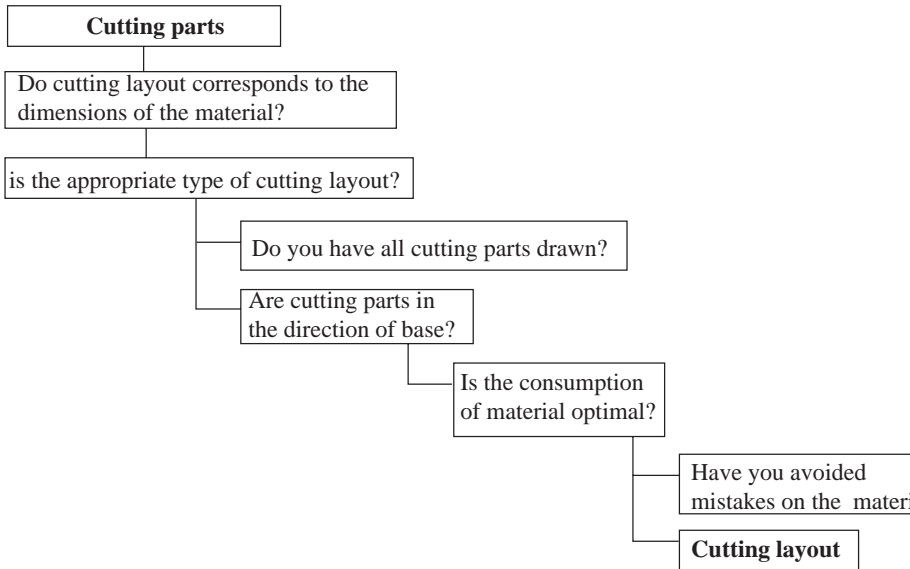 Cutting parts
Do cutting layout corresponds to the
dimensions of the material?
is the appropriate type of cutting layout?
Do you have all cutting parts drawn?
Are cutting parts in
the direction of base?
Is the consumption
of material optimal?
Have you avoided
mistakes on the
Cutting layout